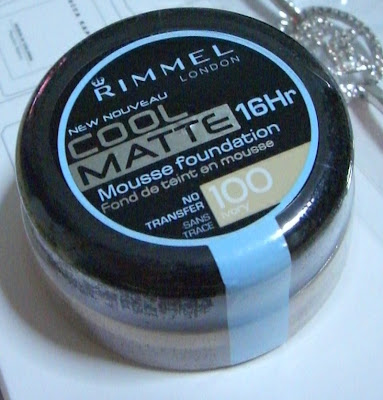 RIMMEL
LONDON
NEW NOUVEAU
COOL
MATTE 16Hr
Mousse foundation
Fond de teint en mousse
NO
TRANSFER
SANS
TRACE
100
Ivory